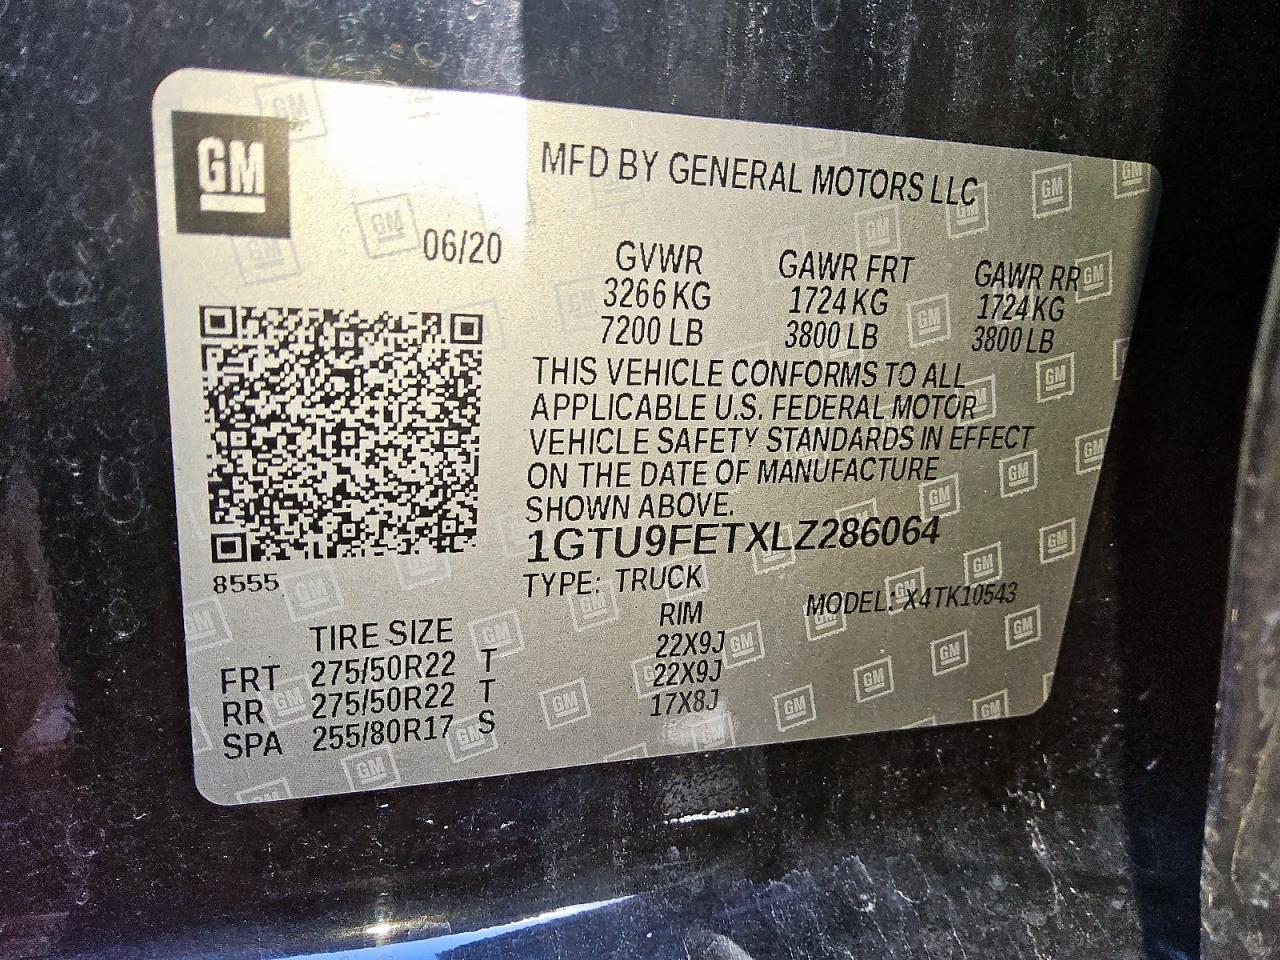 GM
MFD BY GENERAL MOTORS LLC
06/20
GVWR GAWR FRT GAWR RR
3266 KG 1724 KG 1724 KG
7200 LB 3800 LB 3800 LB
THIS VEHICLE CONFORMS TO ALL
APPLICABLE U.S. FEDERAL MOTOR
VEHICLE SAFETY STANDARDS IN EFFECT
ON THE DATE OF MANUFACTURE
SHOWN ABOVE.
1GTU9FETXLZ286064
8555
TYPE: TRUCK MODEL: X4TK10543
TIRE SIZE RIM
FRT 275/50R22 T 22X9J
RR 275/50R22 T 22X9J
SPA 255/80R17 S 17X8J